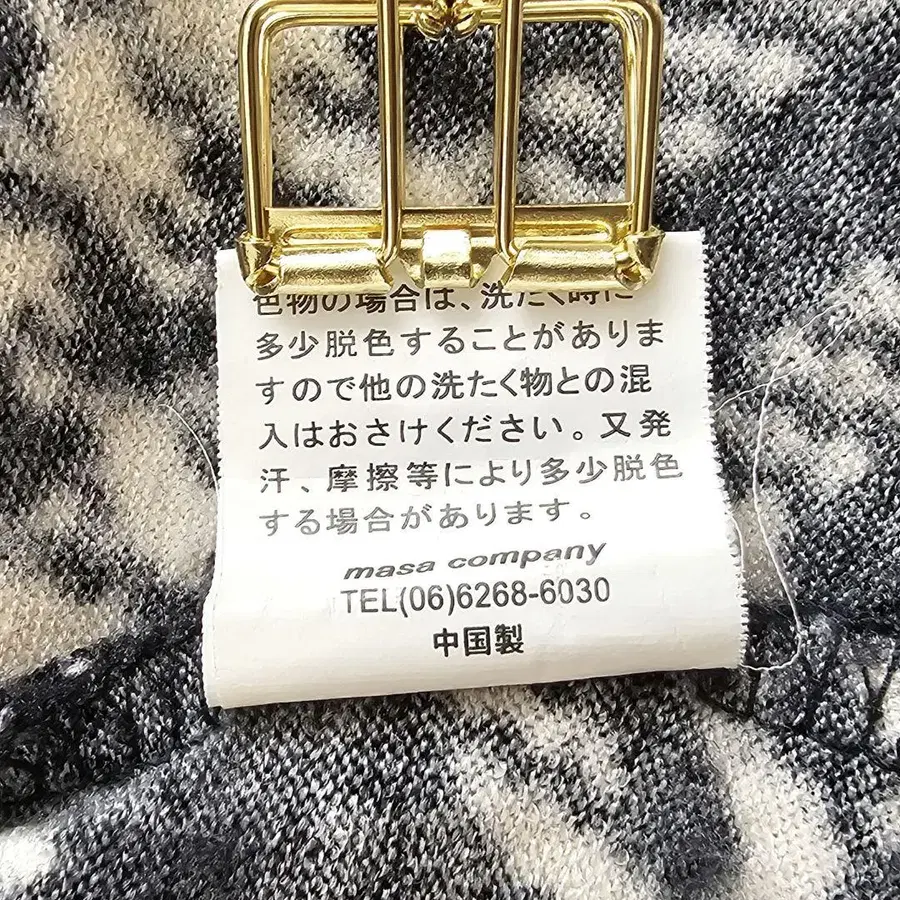 色物の場合は、洗たく時に
多少脱色することがありま
すので他の洗たく物との混
入はおさけください。又発
汗、摩擦等により多少脱色
する場合があります。
masa company
TEL(06)6268-6030
中国製